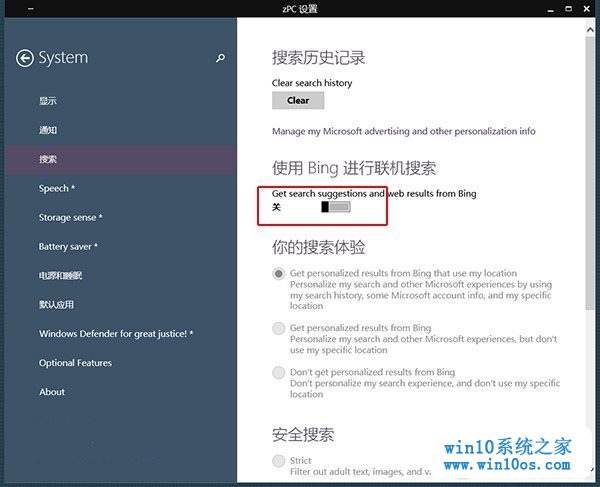 zPC 设置
System
显示
通知
搜索
Speech *
Storage sense *
Battery saver *
电源和睡眠
默认应用
Windows Defender for great justice! *
Optional Features
About
搜索历史记录
Clear search history
Clear
Manage my Microsoft advertising and other personalization info
使用 Bing 进行联机搜索
Get search suggestions and web results from Bing
关
你的搜索体验
Get personalized results from Bing that use my location
Personalize my search and other Microsoft experiences by using
my search history, some Microsoft account info, and my specific
location
Get personalized results from Bing
Personalize my search and other Microsoft experiences, but don't
use my specific location
Don't get personalized results from Bing
Don't personalize my search experience, and don't use my specific
location
安全搜索
Strict
Filter out adult text, images, and
win10系统之家
www.win10os.com